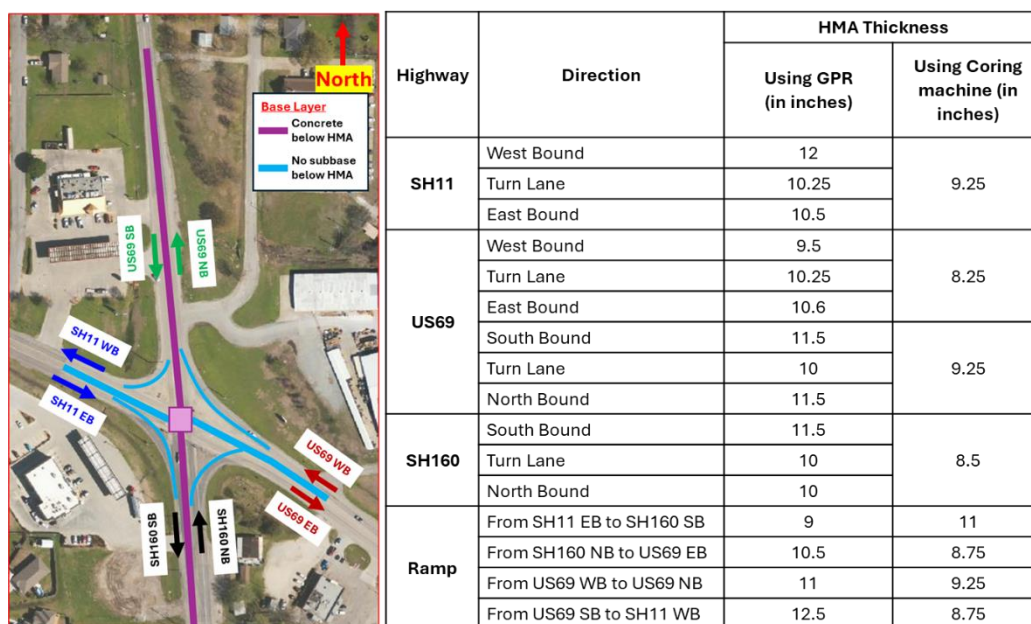 North
Base Layer
Concrete
below HMA
No subbase
below HMA
US69 SB
US69 NB
SH11 WB
SH11 EB
US69 WB
US69 EB
SH160 SB
SH160 NB
Highway Direction HMA Thickness
Using GPR (in inches) Using Coring machine (in inches)
SH11 West Bound 12 9.25
Turn Lane 10.25
East Bound 10.5
US69 West Bound 9.5 8.25
Turn Lane 10.25
East Bound 10.6
South Bound 11.5 9.25
Turn Lane 10
North Bound 11.5
SH160 South Bound 11.5 8.5
Turn Lane 10
North Bound 10
Ramp From SH11 EB to SH160 SB 9 11
From SH160 NB to US69 EB 10.5 8.75
From US69 WB to US69 NB 11 9.25
From US69 SB to SH11 WB 12.5 8.75